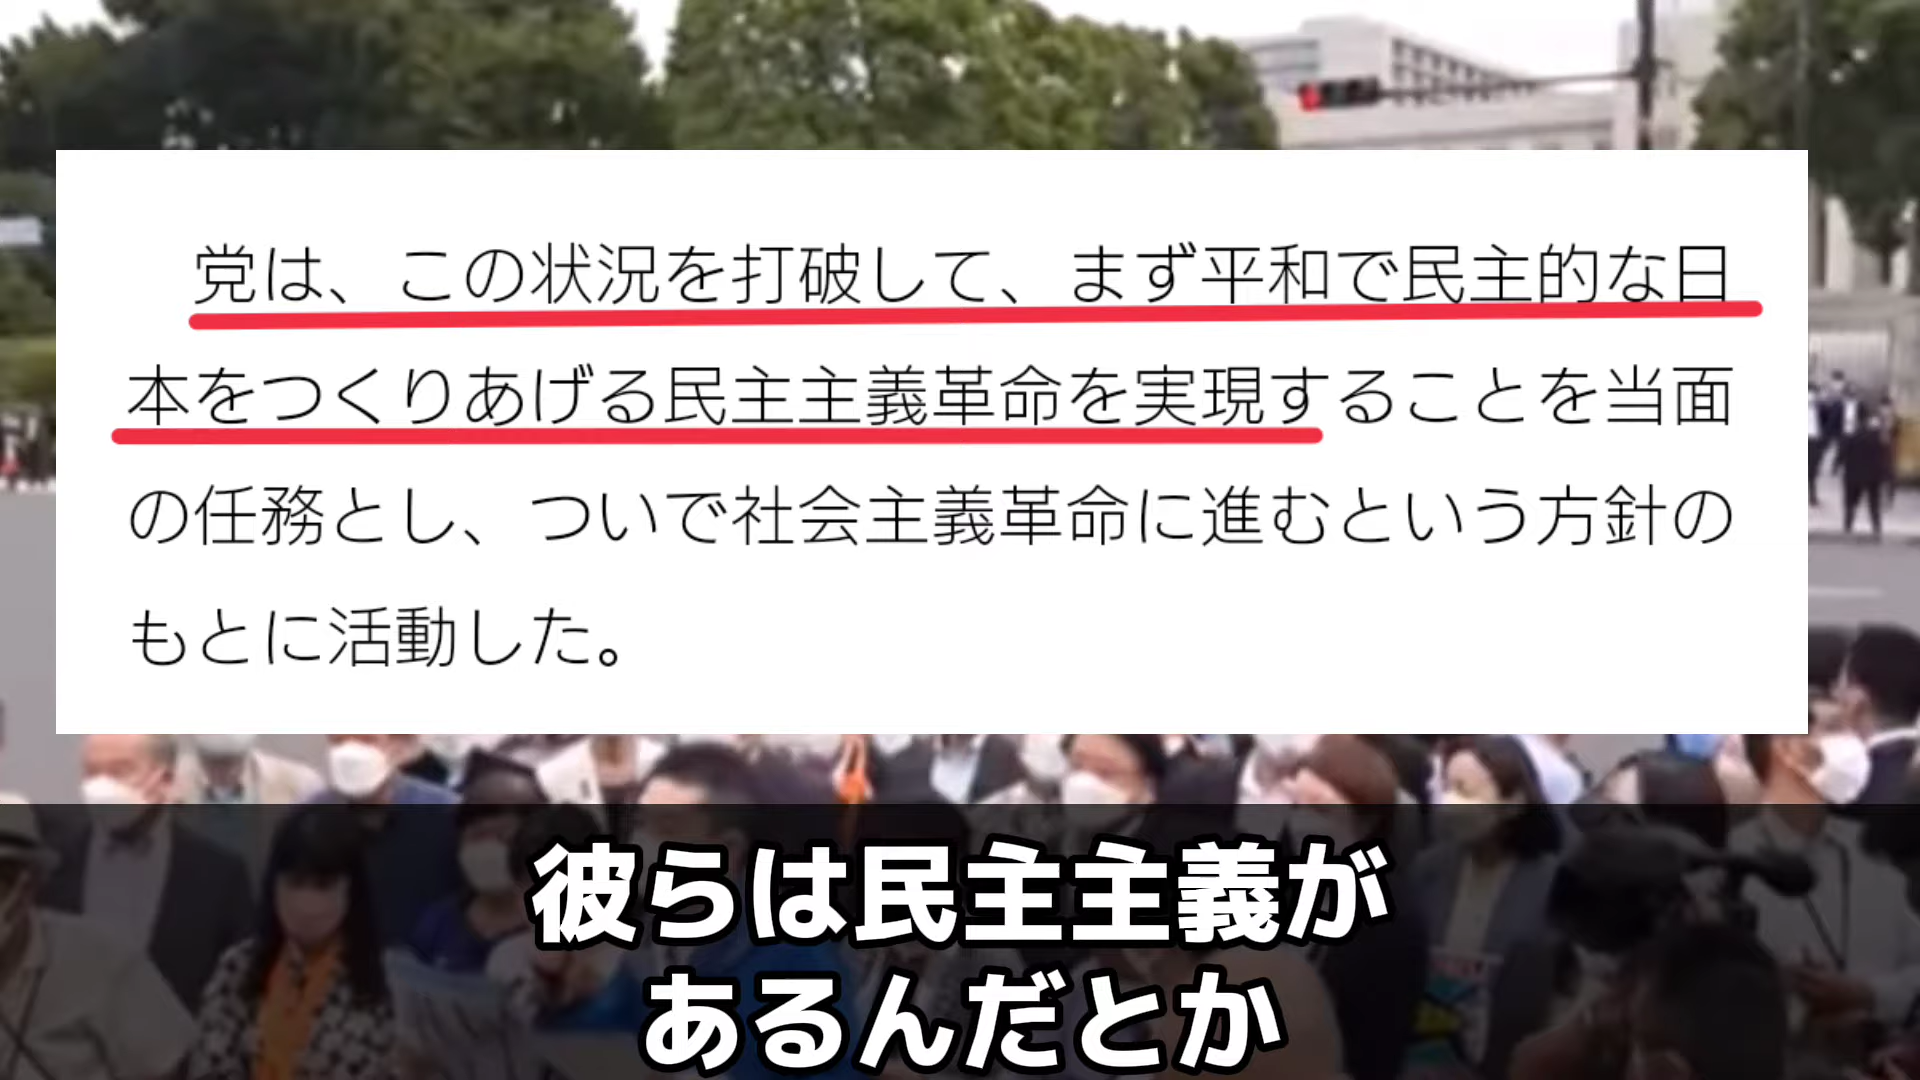 党は、この状況を打破して、まず平和で民主的な日
本をつくりあげる民主主義革命を実現することを当面
の任務とし、ついで社会主義革命に進むという方針の
もとに活動した。
彼らは民主主義が
あるんだとか